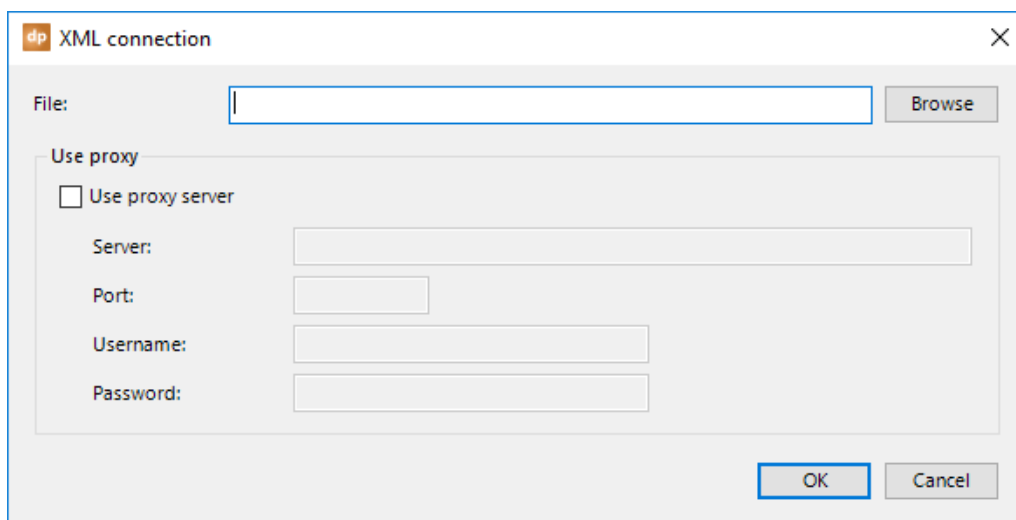 dp XML connection
File: Browse
Use proxy
Use proxy server
Server:
Port:
Username:
Password:
OK Cancel